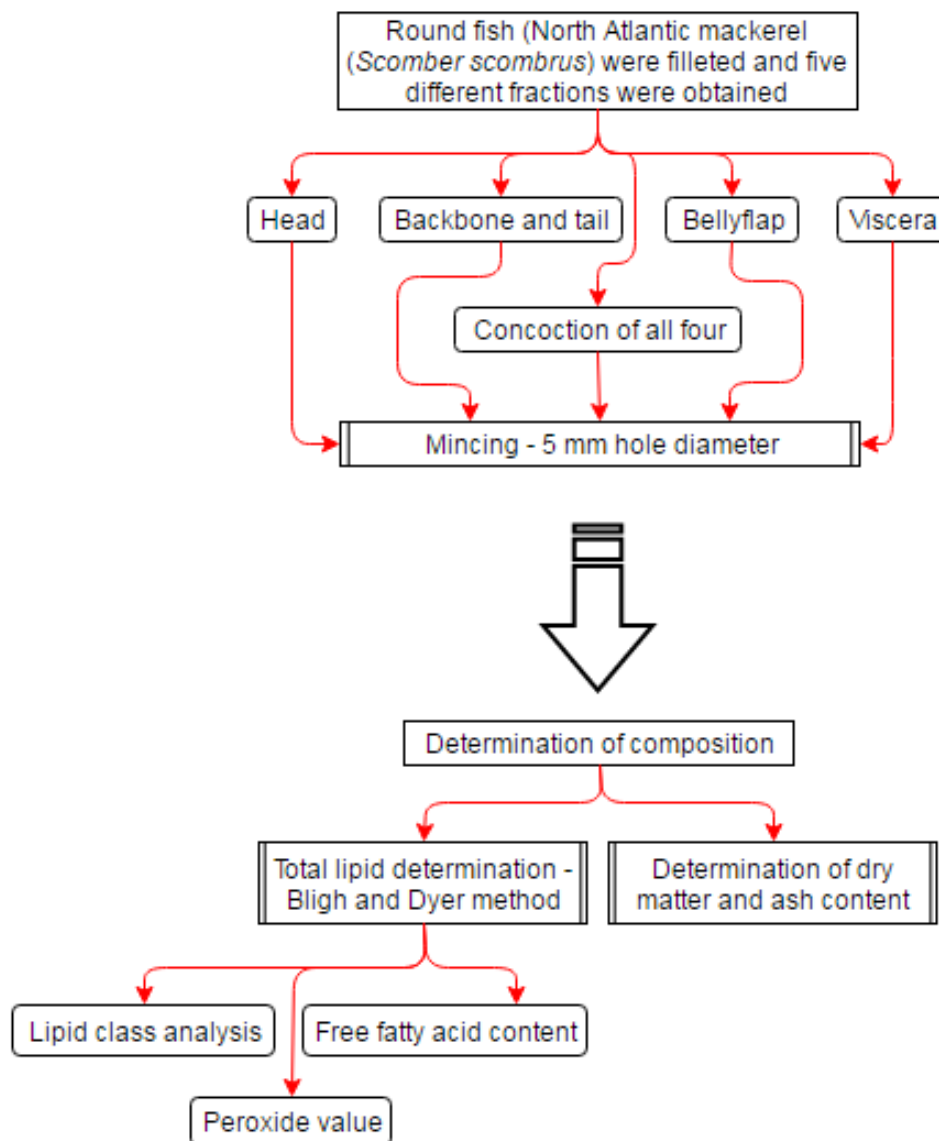 Round fish (North Atlantic mackerel
(Scomber scombrus) were filleted and five
different fractions were obtained
Head
Backbone and tail
Bellyflap
Viscera
Concoction of all four
Mincing - 5 mm hole diameter
Determination of composition
Total lipid determination -
Bligh and Dyer method
Determination of dry
matter and ash content
Lipid class analysis
Free fatty acid content
Peroxide value